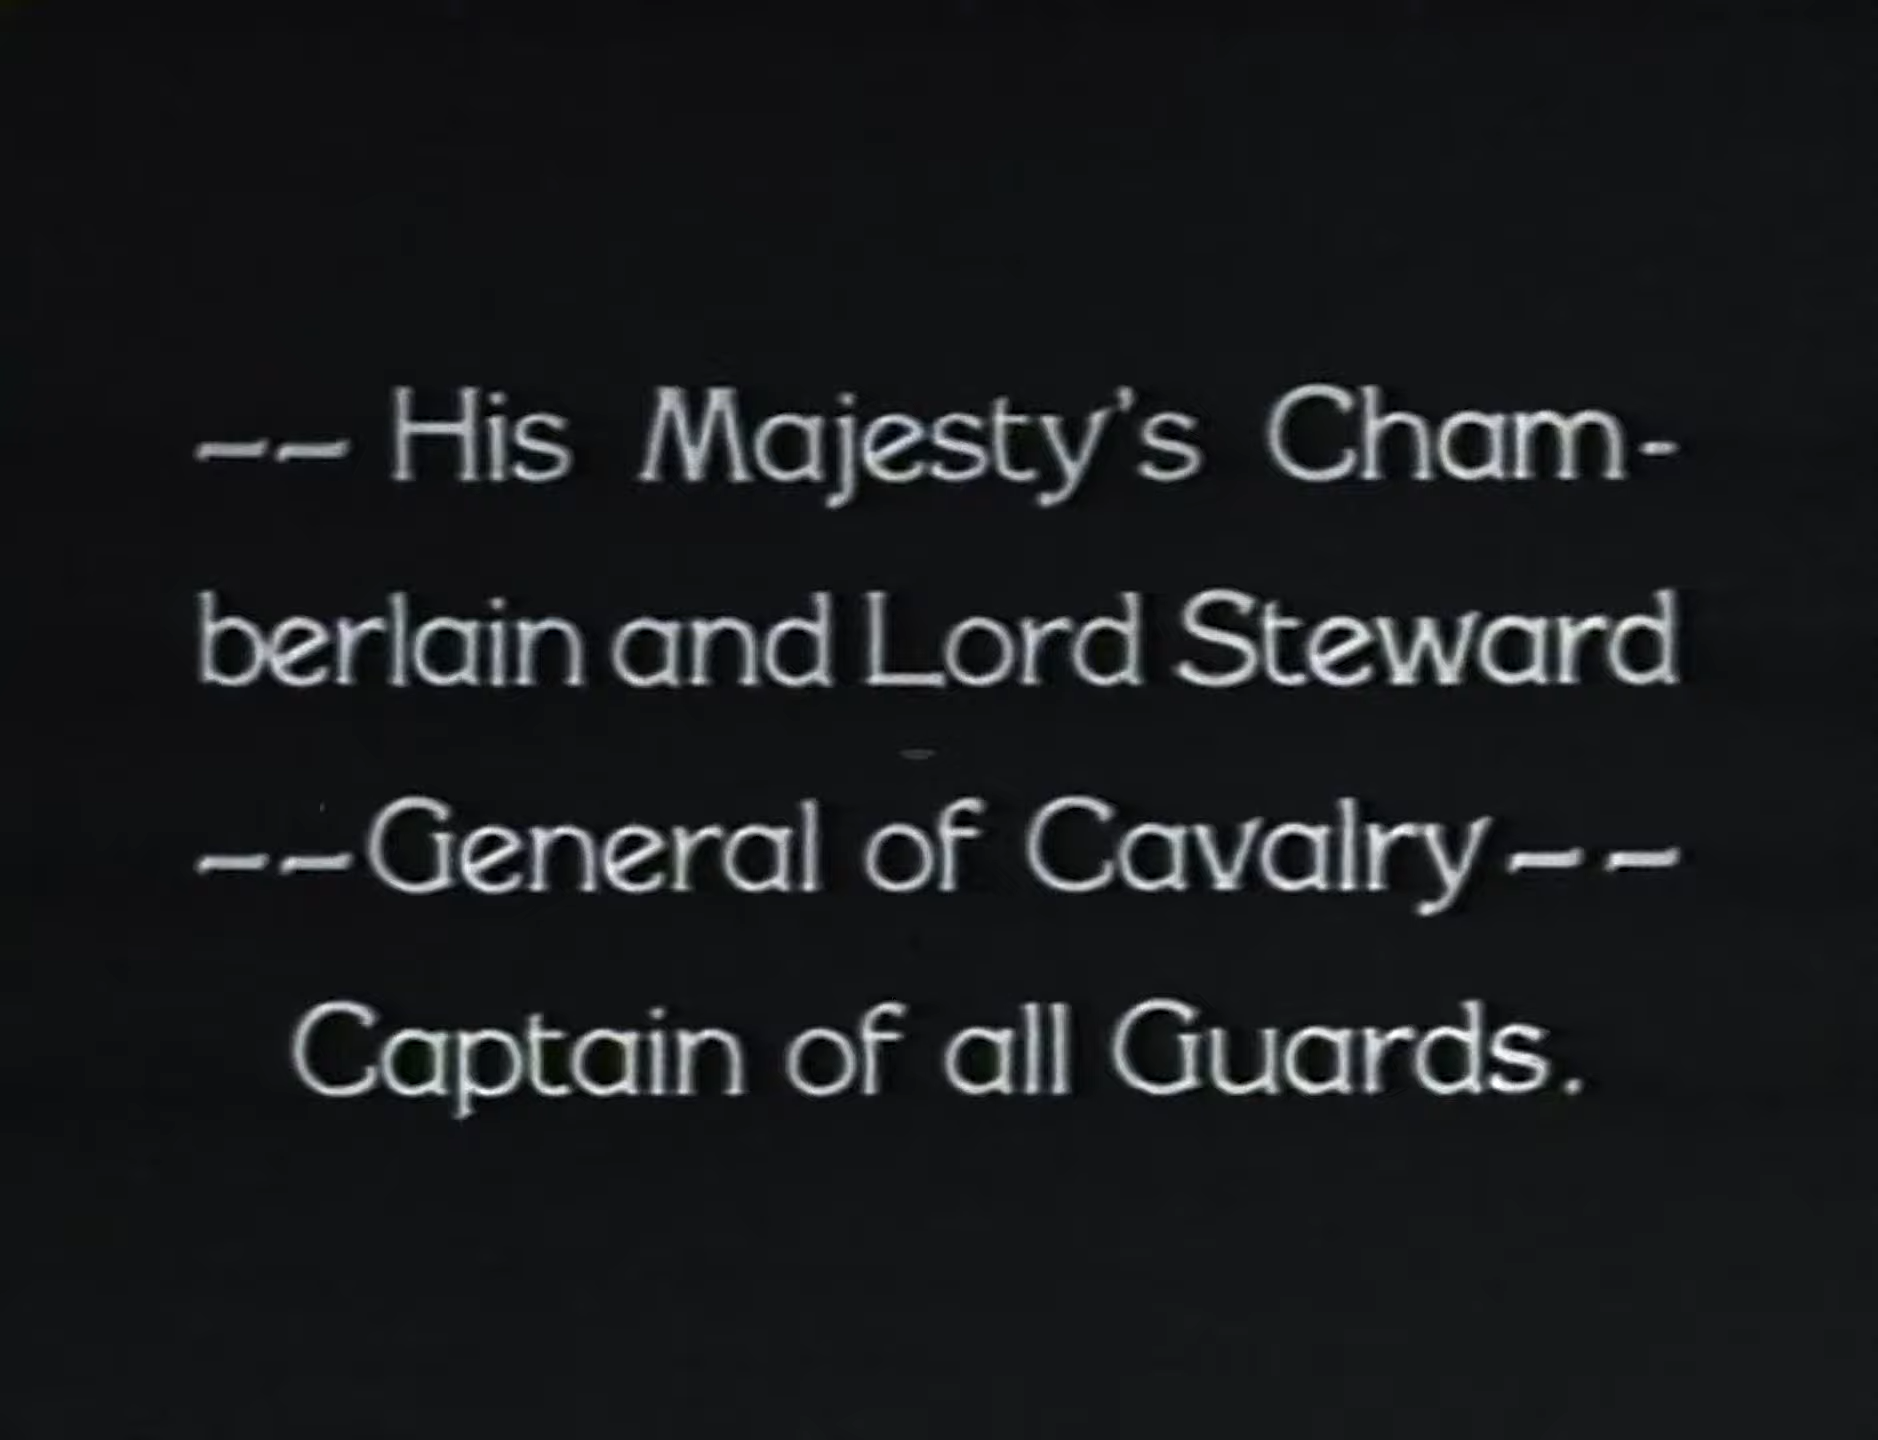 -- His Majesty's Cham-
berlain and Lord Steward
--General of Cavalry--
Captain of all Guards.